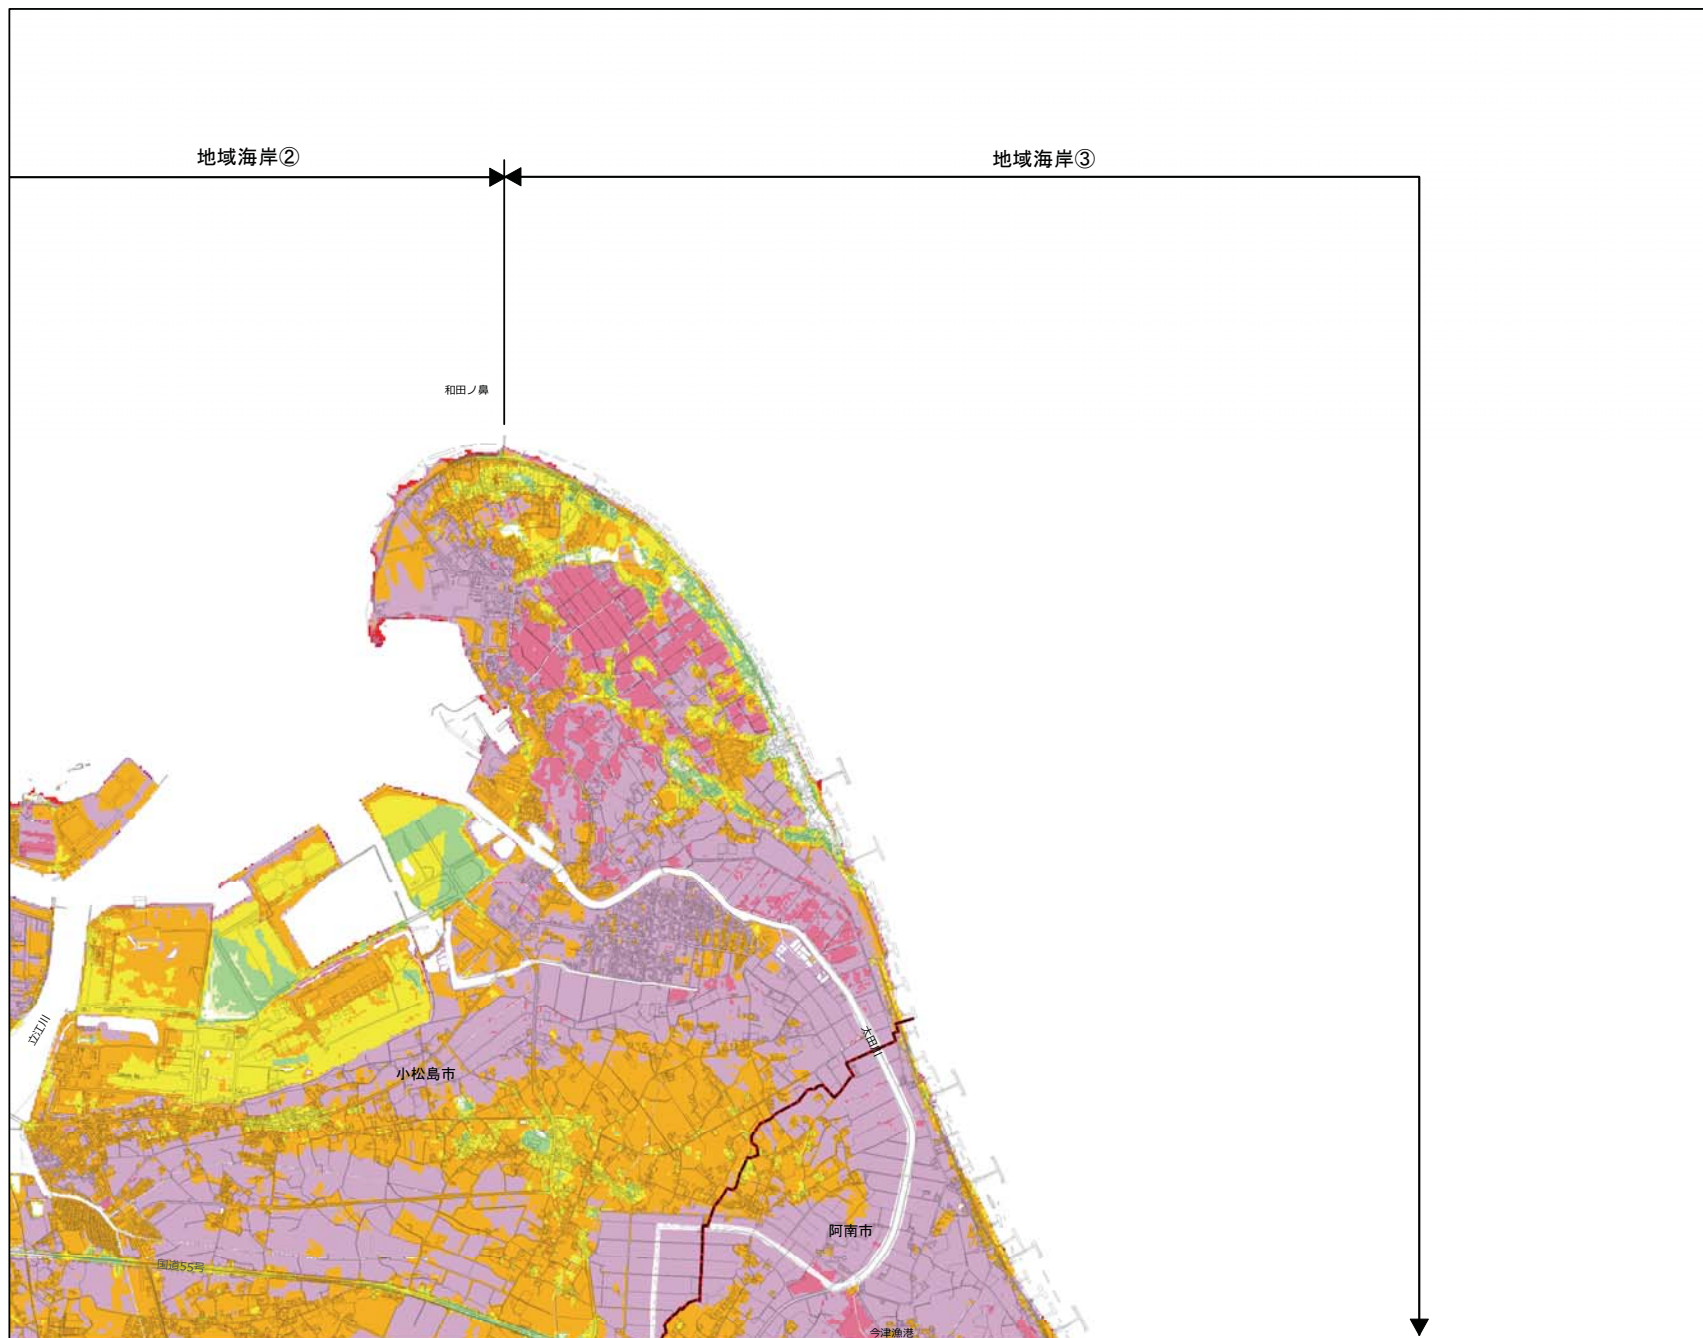 地域海岸②
地域海岸③
和田ノ鼻
立江川
太田川
小松島市
阿南市
国道55号
今津漁港